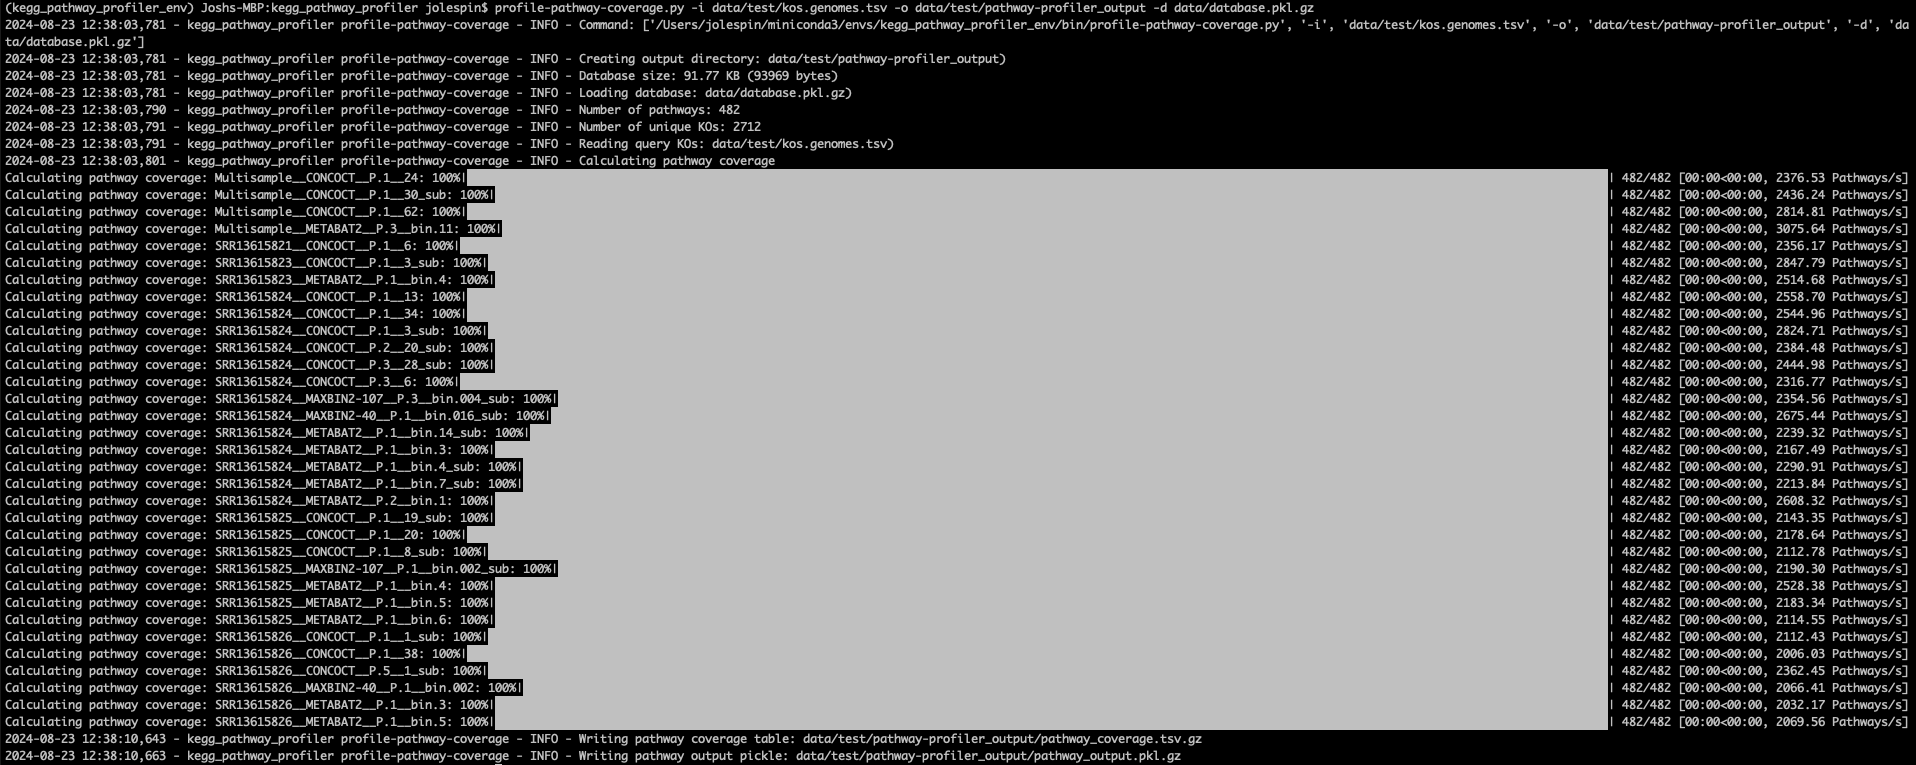 (kegg_pathway_profiler_env) Joshs-MBP:kegg_pathway_profiler jolespin$ profile-pathway-coverage.py -i data/test/kos.genomes.tsv -o data/test/pathway-profiler_output -d data/database.pkl.gz
2024-08-23 12:38:03,781 - kegg_pathway_profiler profile-pathway-coverage - INFO - Command: ['/Users/jolespin/miniconda3/envs/kegg_pathway_profiler_env/bin/profile-pathway-coverage.py', '-i', 'data/test/kos.genomes.tsv', '-o', 'data/test/pathway-profiler_output', '-d', 'da
ta/database.pkl.gz']
2024-08-23 12:38:03,781 - kegg_pathway_profiler profile-pathway-coverage - INFO - Creating output directory: data/test/pathway-profiler_output)
2024-08-23 12:38:03,781 - kegg_pathway_profiler profile-pathway-coverage - INFO - Database size: 91.77 KB (93969 bytes)
2024-08-23 12:38:03,781 - kegg_pathway_profiler profile-pathway-coverage - INFO - Loading database: data/database.pkl.gz)
2024-08-23 12:38:03,790 - kegg_pathway_profiler profile-pathway-coverage - INFO - Number of pathways: 482
2024-08-23 12:38:03,791 - kegg_pathway_profiler profile-pathway-coverage - INFO - Number of unique KOs: 2712
2024-08-23 12:38:03,791 - kegg_pathway_profiler profile-pathway-coverage - INFO - Reading query KOs: data/test/kos.genomes.tsv)
2024-08-23 12:38:03,801 - kegg_pathway_profiler profile-pathway-coverage - INFO - Calculating pathway coverage
Calculating pathway coverage: Multisample__CONCOCT__P.1__24: 100%| | 482/482 [00:00<00:00, 2376.53 Pathways/s]
Calculating pathway coverage: Multisample__CONCOCT__P.1__30_sub: 100%| | 482/482 [00:00<00:00, 2436.24 Pathways/s]
Calculating pathway coverage: Multisample__CONCOCT__P.1__62: 100%| | 482/482 [00:00<00:00, 2814.81 Pathways/s]
Calculating pathway coverage: Multisample__METABAT2__P.3__bin.11: 100%| | 482/482 [00:00<00:00, 3075.64 Pathways/s]
Calculating pathway coverage: SRR13615821__CONCOCT__P.1__6: 100%| | 482/482 [00:00<00:00, 2356.17 Pathways/s]
Calculating pathway coverage: SRR13615823__CONCOCT__P.1__3_sub: 100%| | 482/482 [00:00<00:00, 2847.79 Pathways/s]
Calculating pathway coverage: SRR13615823__METABAT2__P.1__bin.4: 100%| | 482/482 [00:00<00:00, 2514.68 Pathways/s]
Calculating pathway coverage: SRR13615824__CONCOCT__P.1__13: 100%| | 482/482 [00:00<00:00, 2558.70 Pathways/s]
Calculating pathway coverage: SRR13615824__CONCOCT__P.1__34: 100%| | 482/482 [00:00<00:00, 2544.96 Pathways/s]
Calculating pathway coverage: SRR13615824__CONCOCT__P.1__3_sub: 100%| | 482/482 [00:00<00:00, 2824.71 Pathways/s]
Calculating pathway coverage: SRR13615824__CONCOCT__P.2__20_sub: 100%| | 482/482 [00:00<00:00, 2384.48 Pathways/s]
Calculating pathway coverage: SRR13615824__CONCOCT__P.3__28_sub: 100%| | 482/482 [00:00<00:00, 2444.98 Pathways/s]
Calculating pathway coverage: SRR13615824__CONCOCT__P.3__6: 100%| | 482/482 [00:00<00:00, 2316.77 Pathways/s]
Calculating pathway coverage: SRR13615824__MAXBIN2-107__P.3__bin.004_sub: 100%| | 482/482 [00:00<00:00, 2354.56 Pathways/s]
Calculating pathway coverage: SRR13615824__MAXBIN2-40__P.1__bin.016_sub: 100%| | 482/482 [00:00<00:00, 2675.44 Pathways/s]
Calculating pathway coverage: SRR13615824__METABAT2__P.1__bin.14_sub: 100%| | 482/482 [00:00<00:00, 2239.32 Pathways/s]
Calculating pathway coverage: SRR13615824__METABAT2__P.1__bin.3: 100%| | 482/482 [00:00<00:00, 2167.49 Pathways/s]
Calculating pathway coverage: SRR13615824__METABAT2__P.1__bin.4_sub: 100%| | 482/482 [00:00<00:00, 2290.91 Pathways/s]
Calculating pathway coverage: SRR13615824__METABAT2__P.1__bin.7_sub: 100%| | 482/482 [00:00<00:00, 2213.84 Pathways/s]
Calculating pathway coverage: SRR13615824__METABAT2__P.2__bin.1: 100%| | 482/482 [00:00<00:00, 2608.32 Pathways/s]
Calculating pathway coverage: SRR13615825__CONCOCT__P.1__19_sub: 100%| | 482/482 [00:00<00:00, 2143.35 Pathways/s]
Calculating pathway coverage: SRR13615825__CONCOCT__P.1__20: 100%| | 482/482 [00:00<00:00, 2178.64 Pathways/s]
Calculating pathway coverage: SRR13615825__CONCOCT__P.1__8_sub: 100%| | 482/482 [00:00<00:00, 2112.78 Pathways/s]
Calculating pathway coverage: SRR13615825__MAXBIN2-107__P.1__bin.002_sub: 100%| | 482/482 [00:00<00:00, 2190.30 Pathways/s]
Calculating pathway coverage: SRR13615825__METABAT2__P.1__bin.4: 100%| | 482/482 [00:00<00:00, 2528.38 Pathways/s]
Calculating pathway coverage: SRR13615825__METABAT2__P.1__bin.5: 100%| | 482/482 [00:00<00:00, 2183.34 Pathways/s]
Calculating pathway coverage: SRR13615825__METABAT2__P.1__bin.6: 100%| | 482/482 [00:00<00:00, 2114.55 Pathways/s]
Calculating pathway coverage: SRR13615826__CONCOCT__P.1__1_sub: 100%| | 482/482 [00:00<00:00, 2112.43 Pathways/s]
Calculating pathway coverage: SRR13615826__CONCOCT__P.1__38: 100%| | 482/482 [00:00<00:00, 2006.03 Pathways/s]
Calculating pathway coverage: SRR13615826__CONCOCT__P.5__1_sub: 100%| | 482/482 [00:00<00:00, 2362.45 Pathways/s]
Calculating pathway coverage: SRR13615826__MAXBIN2-40__P.1__bin.002: 100%| | 482/482 [00:00<00:00, 2066.41 Pathways/s]
Calculating pathway coverage: SRR13615826__METABAT2__P.1__bin.3: 100%| | 482/482 [00:00<00:00, 2032.17 Pathways/s]
Calculating pathway coverage: SRR13615826__METABAT2__P.1__bin.5: 100%| | 482/482 [00:00<00:00, 2069.56 Pathways/s]
2024-08-23 12:38:10,643 - kegg_pathway_profiler profile-pathway-coverage - INFO - Writing pathway coverage table: data/test/pathway-profiler_output/pathway_coverage.tsv.gz
2024-08-23 12:38:10,663 - kegg_pathway_profiler profile-pathway-coverage - INFO - Writing pathway output pickle: data/test/pathway-profiler_output/pathway_output.pkl.gz